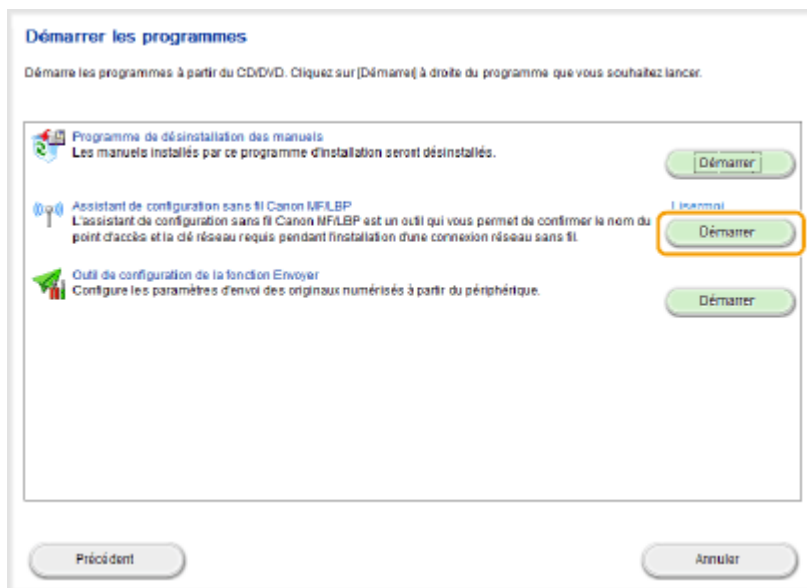 Démarrer les programmes
Démarre les programmes à partir du CD/DVD. Cliquez sur [Démarrer] à droite du programme que vous souhaitez lancer.
Programme de désinstallation des manuels
Les manuels installés par ce programme d'installation seront désinstallés.
Démarrer
Assistant de configuration sans fil Canon MF/LBP
Lisezmoi
L'assistant de configuration sans fil Canon MF/LBP est un outil qui vous permet de confirmer le nom du
point d'accès et la clé réseau requis pendant l'installation d'une connexion réseau sans fil.
Démarrer
Outil de configuration de la fonction Envoyer
Configure les paramètres d'envoi des originaux numérisés à partir du périphérique.
Démarrer
Précédent
Annuler